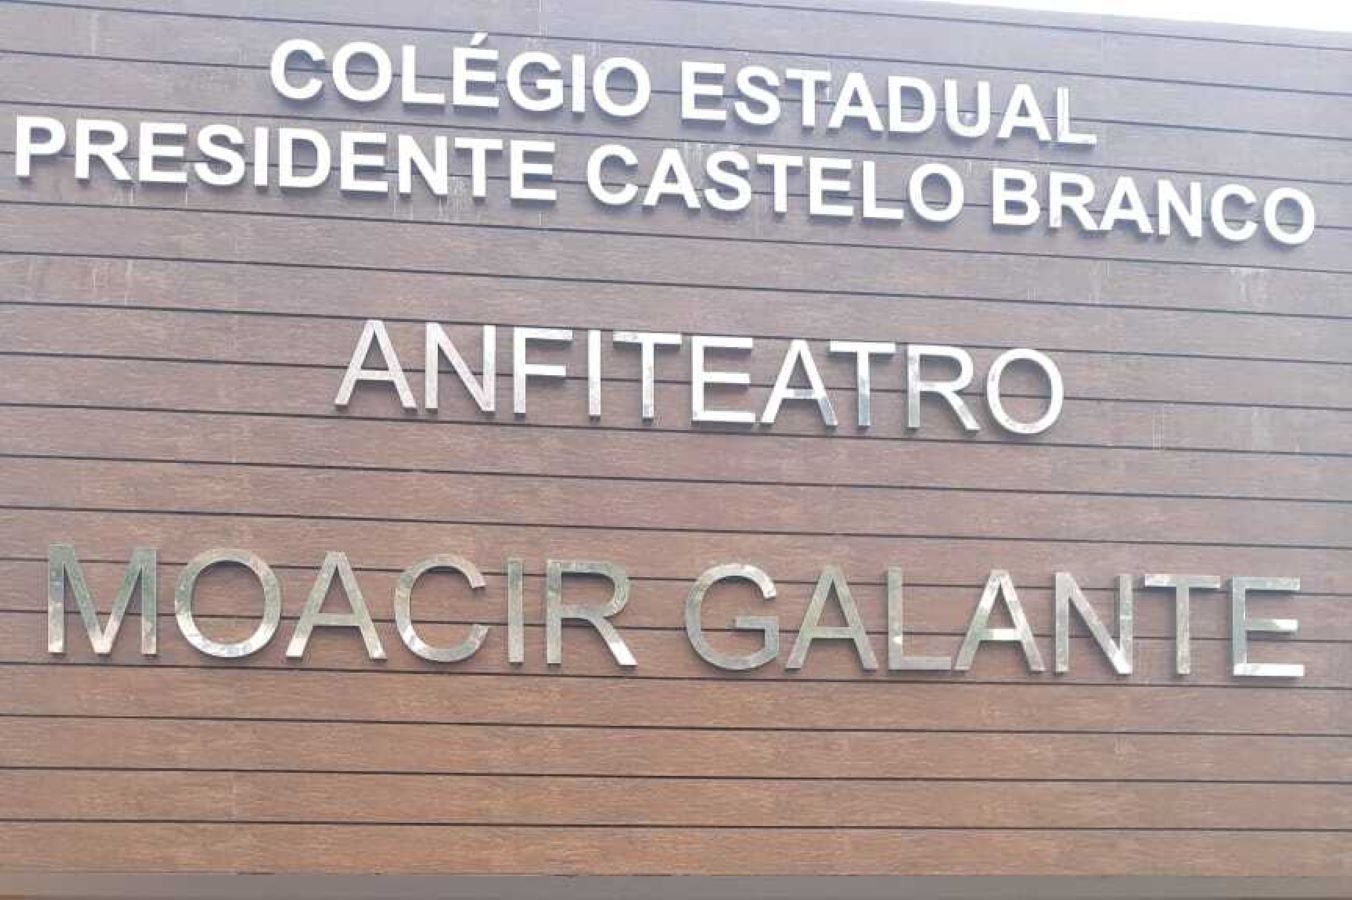 COLÉGIO ESTADUAL
PRESIDENTE CASTELO BRANCO
ANFITEATRO
MOACIR GALANTE